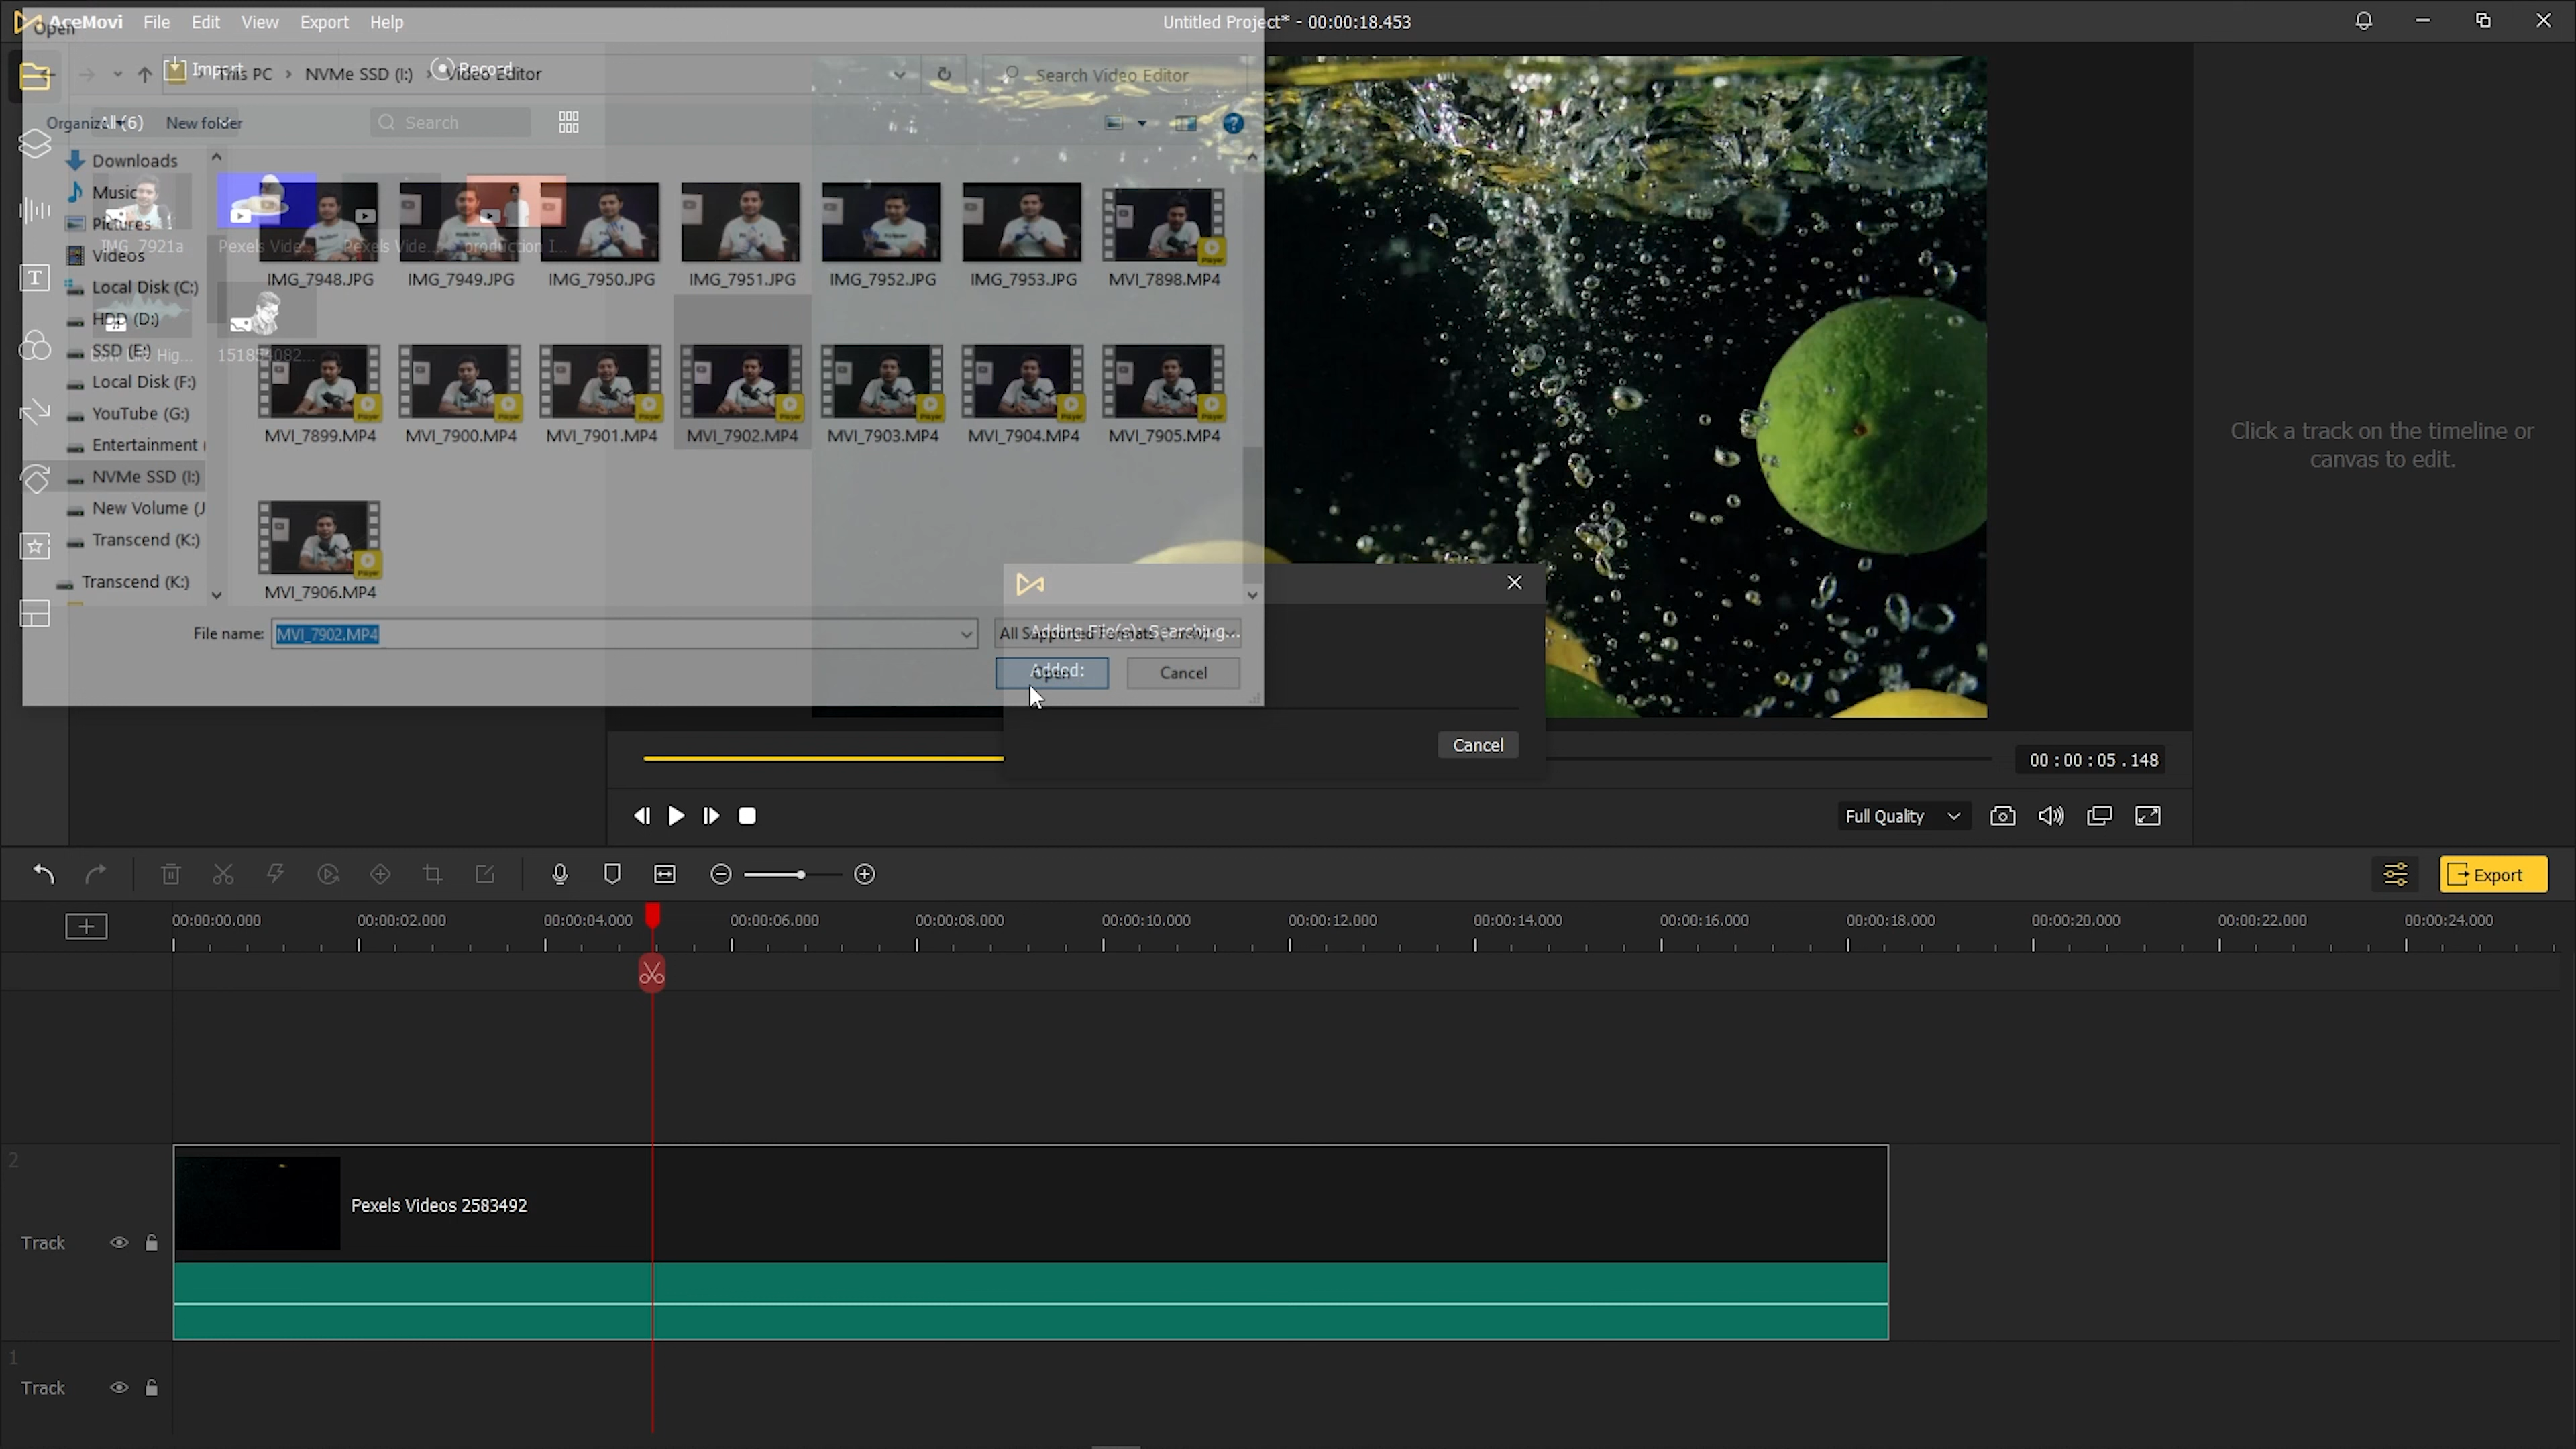 AceMovi File Edit View Export Help Untitled Project* - 00:00:18.453
Open
Import Record
This PC NVMe SSD (I:) Video Editor Search Video Editor
Organize All (6) New folder Search
Downloads
Music
Pictures
Videos
Local Disk (C:)
HDD (D:)
SSD (E:)
Local Disk (F:)
YouTube (G:)
Entertainment (
NVMe SSD (I:)
New Volume (J
Transcend (K:)
Transcend (K:)
IMG_7921a Pexels Vide... Pexels Vide... production I...
IMG_7948.JPG IMG_7949.JPG IMG_7950.JPG IMG_7951.JPG IMG_7952.JPG IMG_7953.JPG MVI_7898.MP4
MVI_7899.MP4 MVI_7900.MP4 MVI_7901.MP4 MVI_7902.MP4 MVI_7903.MP4 MVI_7904.MP4 MVI_7905.MP4
MVI_7906.MP4
File name: MVI_7902.MP4
Adding File(s): Searching...
Added:
Open Cancel
Cancel
Click a track on the timeline or
canvas to edit.
00:00:05.148
Full Quality
Export
00:00:00.000 00:00:02.000 00:00:04.000 00:00:06.000 00:00:08.000 00:00:10.000 00:00:12.000 00:00:14.000 00:00:16.000 00:00:18.000 00:00:20.000 00:00:22.000 00:00:24.000
2
Pexels Videos 2583492
Track
1
Track